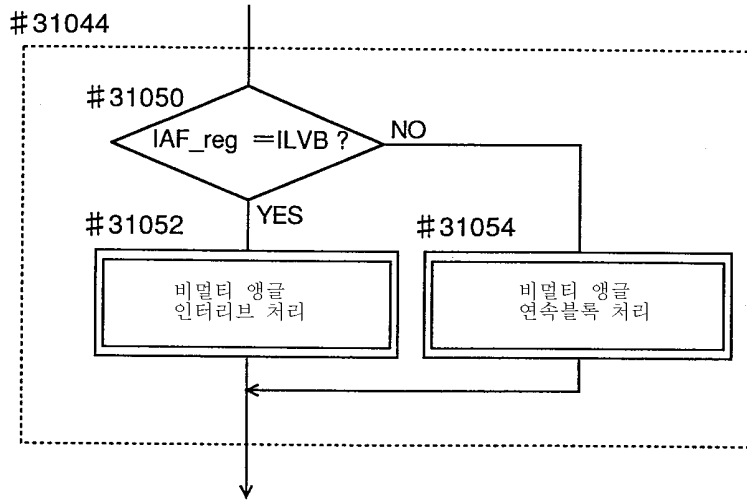 #31044
#31050
IAF_reg =ILVB ?
NO
YES
#31052
#31054
비멀티 앵글
인터리브 처리
비멀티 앵글
연속블록 처리